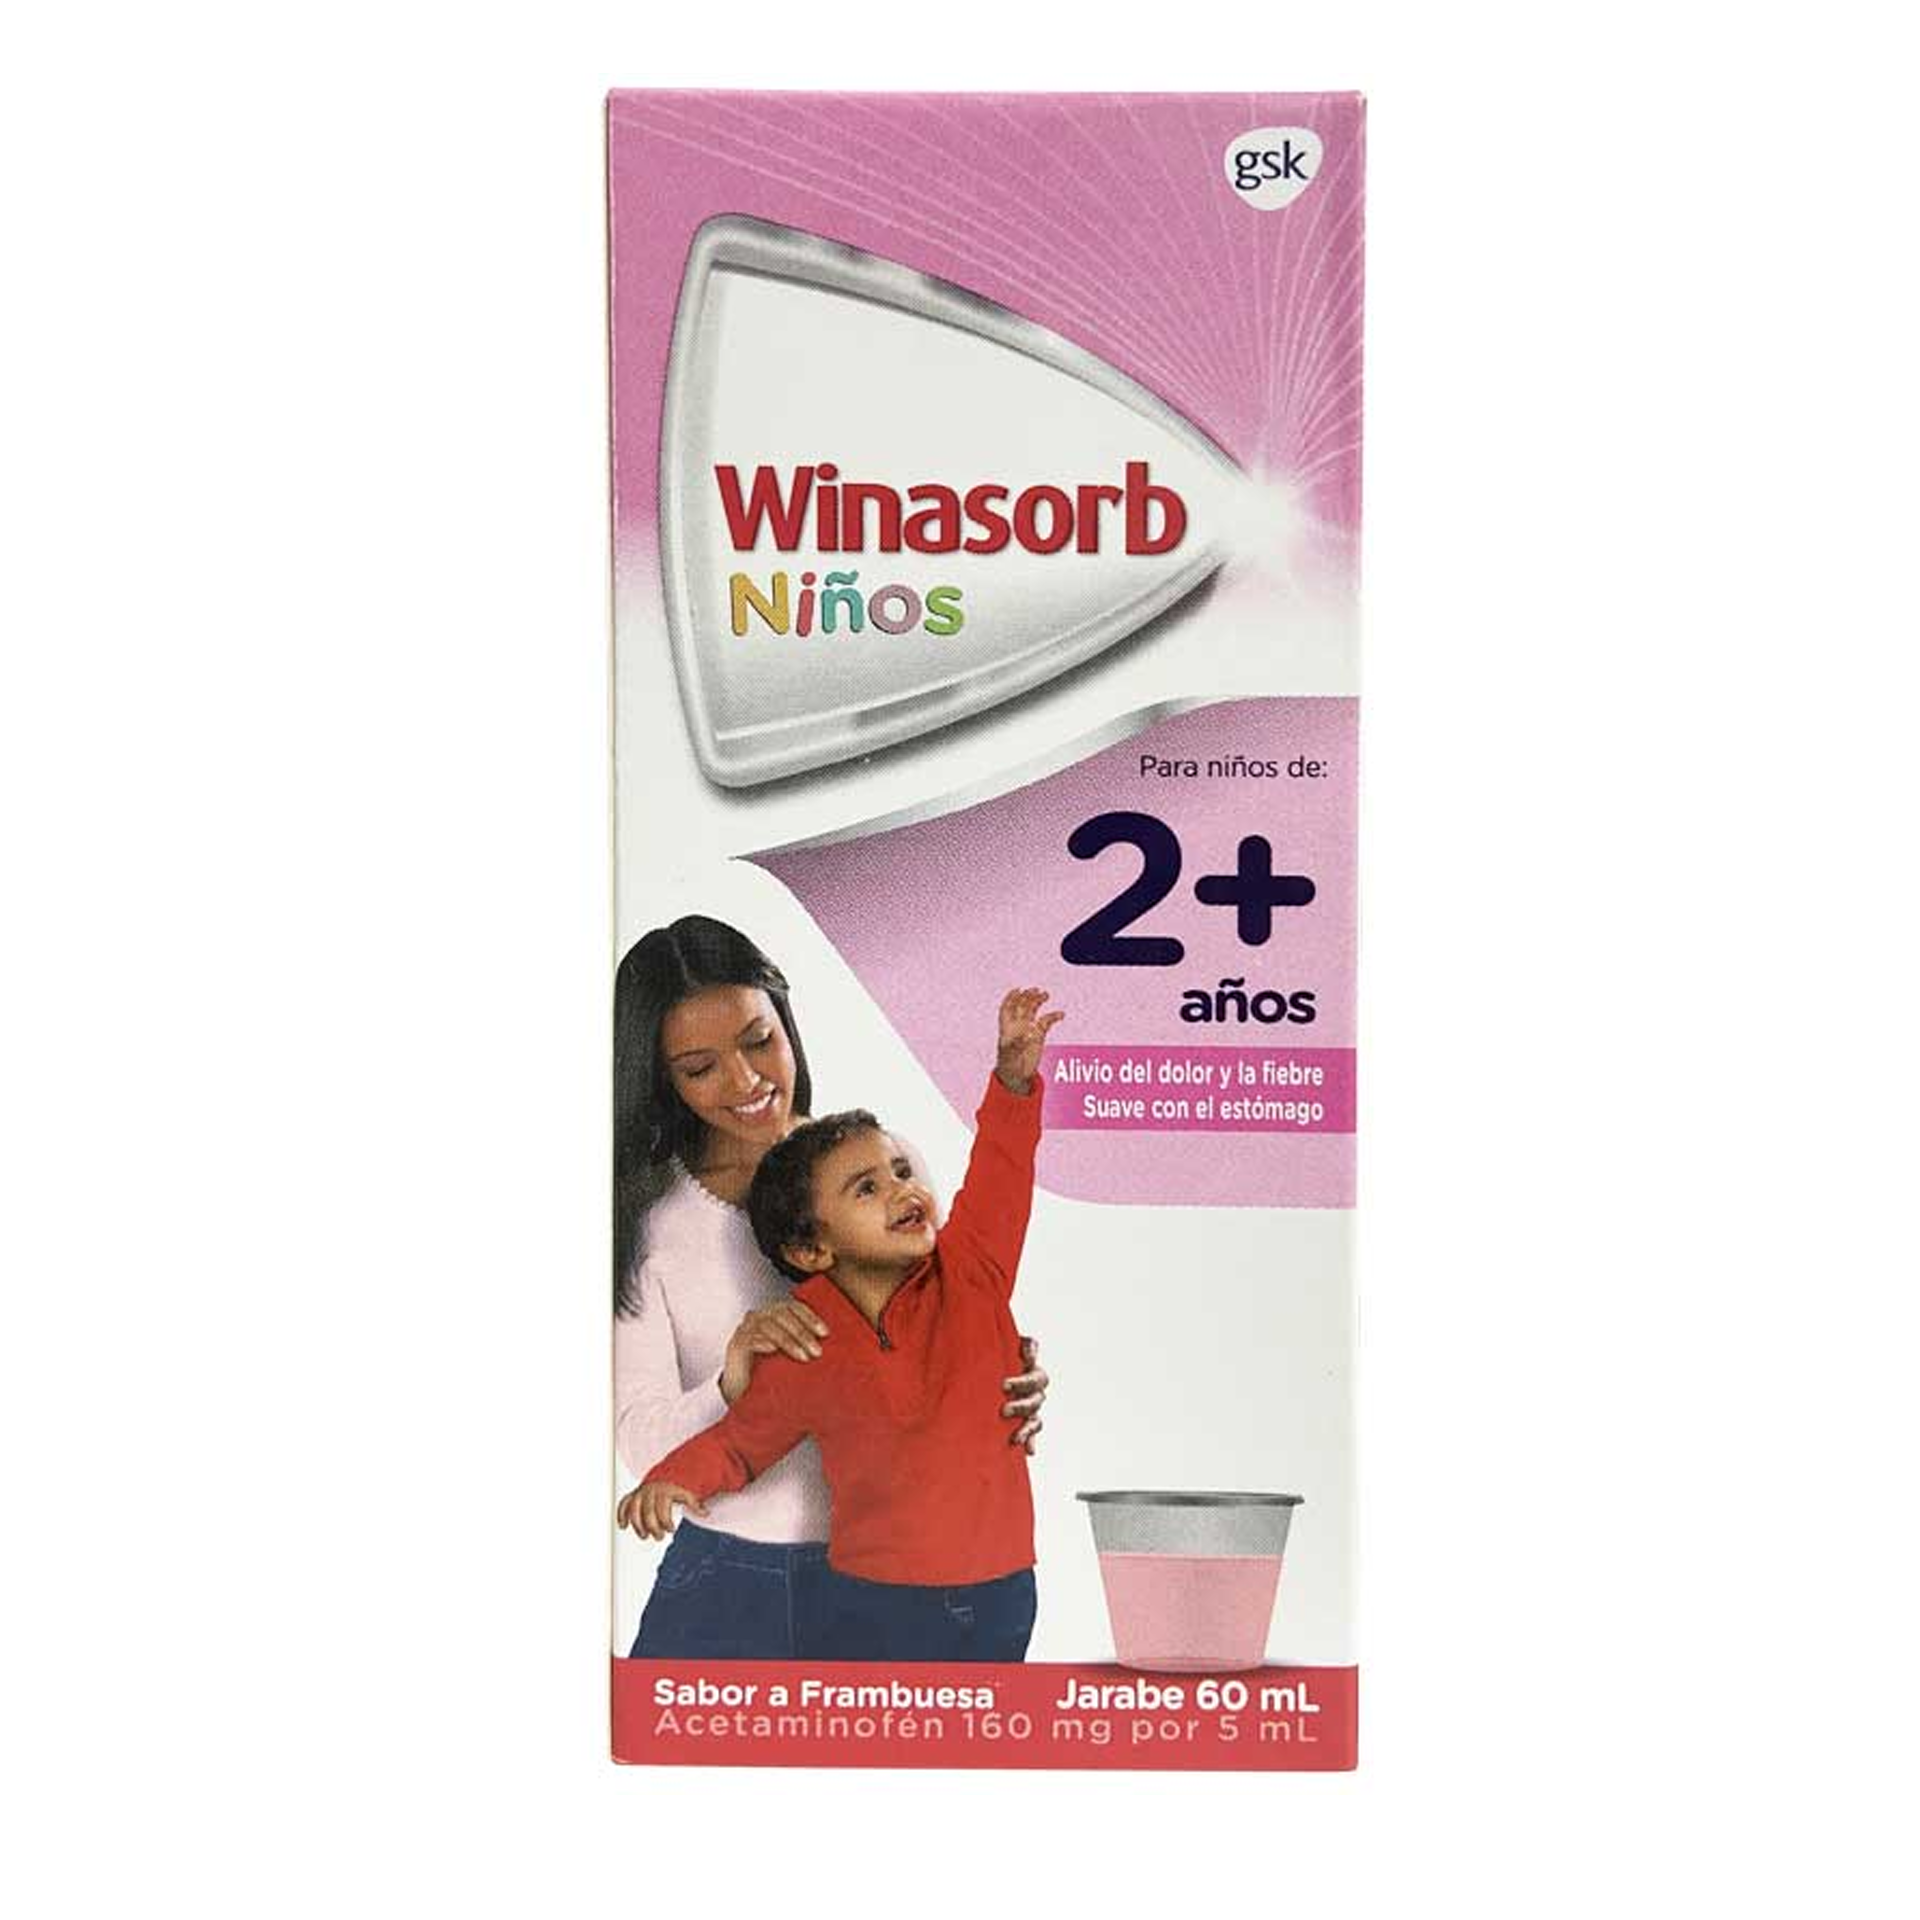 gsk
Winasorb
Niños
Para niños de:
2+
años
Alivio del dolor y la fiebre
Suave con el estómago
Sabor a Frambuesa Jarabe 60 mL
Acetaminofén 160 mg por 5 mL